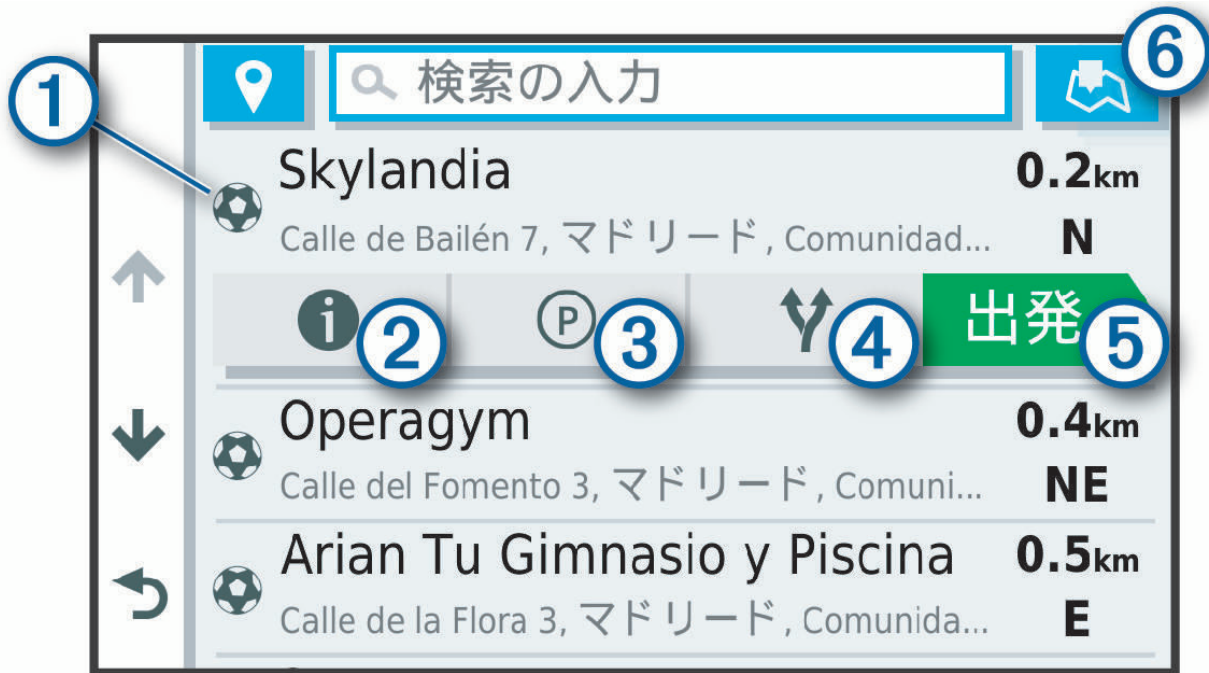 6
1
検索の入力
Skylandia 0.2km
Calle de Bailén 7, マドリード, Comunidad... N
i 2 P 3 4 出発 5
Operagym 0.4km
Calle del Fomento 3, マドリード, Comuni... NE
Arian Tu Gimnasio y Piscina 0.5km
Calle de la Flora 3, マドリード, Comunida... E